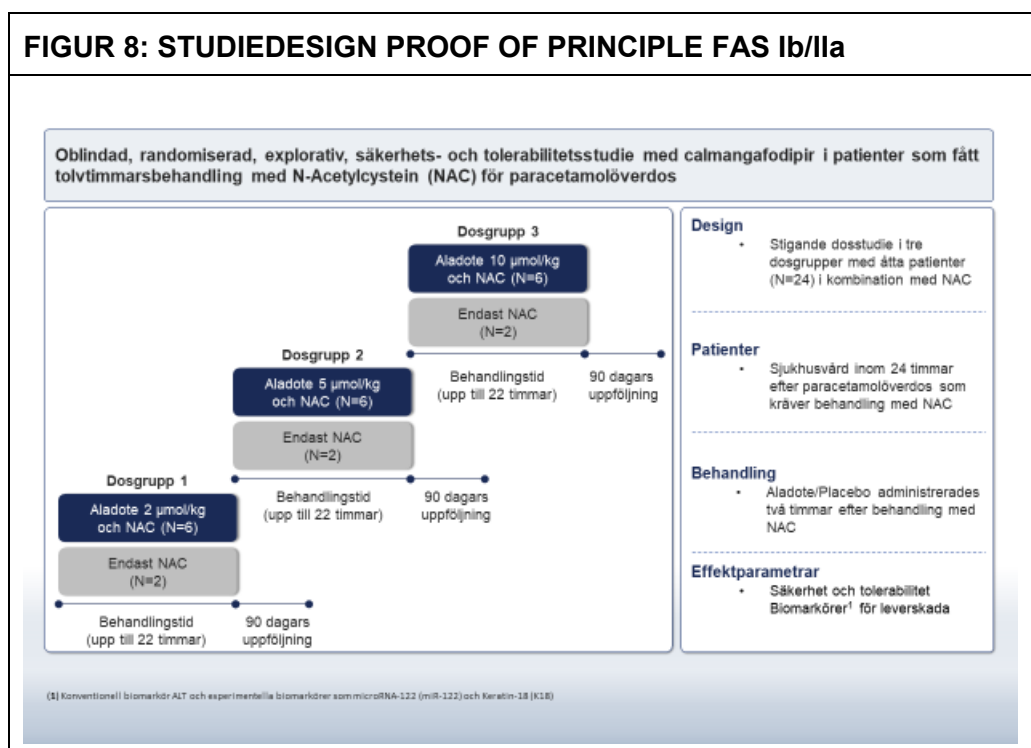 FIGUR 8: STUDIEDESIGN PROOF OF PRINCIPLE FAS Ib/IIa
Oblindad, randomiserad, explorativ, säkerhets- och tolerabilitetsstudie med calmangafodipir i patienter som fått
tolvtimmarsbehandling med N-Acetylcystein (NAC) för paracetamolöverdos
Dosgrupp 1
Aladote 2 µmol/kg
och NAC (N=6)
Endast NAC
(N=2)
Behandlingstid
(upp till 22 timmar)
90 dagars
uppföljning
Dosgrupp 2
Aladote 5 µmol/kg
och NAC (N=6)
Endast NAC
(N=2)
Behandlingstid
(upp till 22 timmar)
90 dagars
uppföljning
Dosgrupp 3
Aladote 10 µmol/kg
och NAC (N=6)
Endast NAC
(N=2)
Behandlingstid
(upp till 22 timmar)
90 dagars
uppföljning
Design
• Stigande dosstudie i tre
dosgrupper med åtta patienter
(N=24) i kombination med NAC
Patienter
• Sjukhusvård inom 24 timmar
efter paracetamolöverdos som
kräver behandling med NAC
Behandling
• Aladote/Placebo administrerades
två timmar efter behandling med
NAC
Effektparametrar
• Säkerhet och tolerabilitet
Biomarkörer¹ för leverskada
(1) Konventionell biomarkör ALT och experimentella biomarkörer som microRNA-122 (miR-122) och Keratin-18 (K18)